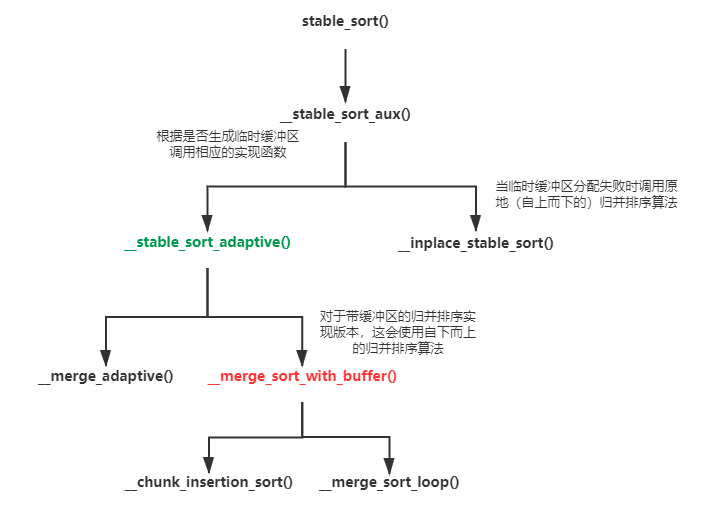 stable_sort()
__stable_sort_aux()
根据是否生成临时缓冲区
调用相应的实现函数
当临时缓冲区分配失败时调用原
地（自上而下的）归并排序算法
__stable_sort_adaptive()
__inplace_stable_sort()
对于带缓冲区的归并排序实
现版本，这会使用自下而上
的归并排序算法
__merge_adaptive()
__merge_sort_with_buffer()
__chunk_insertion_sort()
__merge_sort_loop()